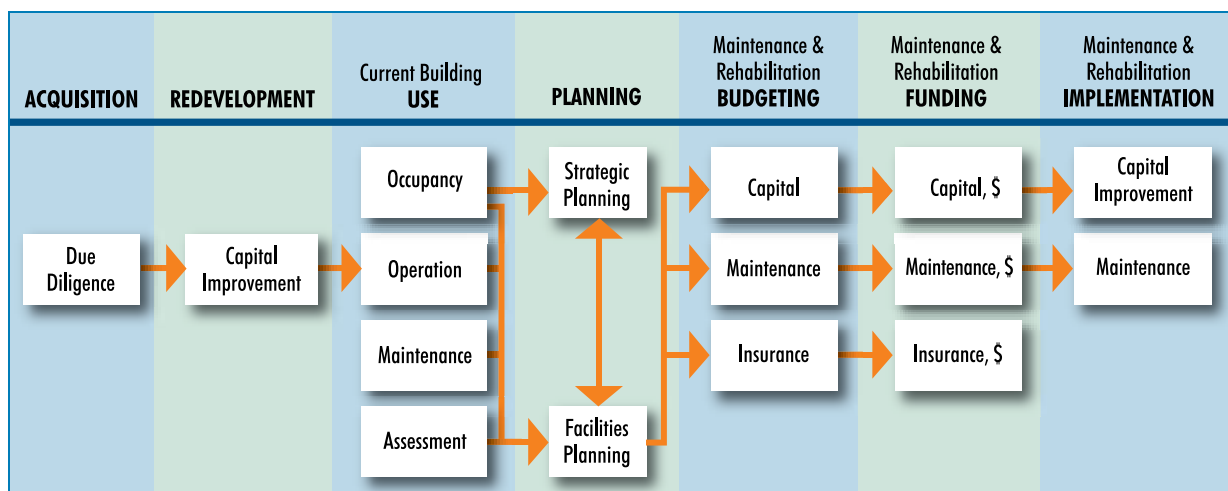 ACQUISITION
REDEVELOPMENT
Current Building
USE
PLANNING
Maintenance &
Rehabilitation
BUDGETING
Maintenance &
Rehabilitation
FUNDING
Maintenance &
Rehabilitation
IMPLEMENTATION
Due
Diligence
Capital
Improvement
Occupancy
Operation
Maintenance
Assessment
Strategic
Planning
Facilities
Planning
Capital
Maintenance
Insurance
Capital, $
Maintenance, $
Insurance, $
Capital
Improvement
Maintenance